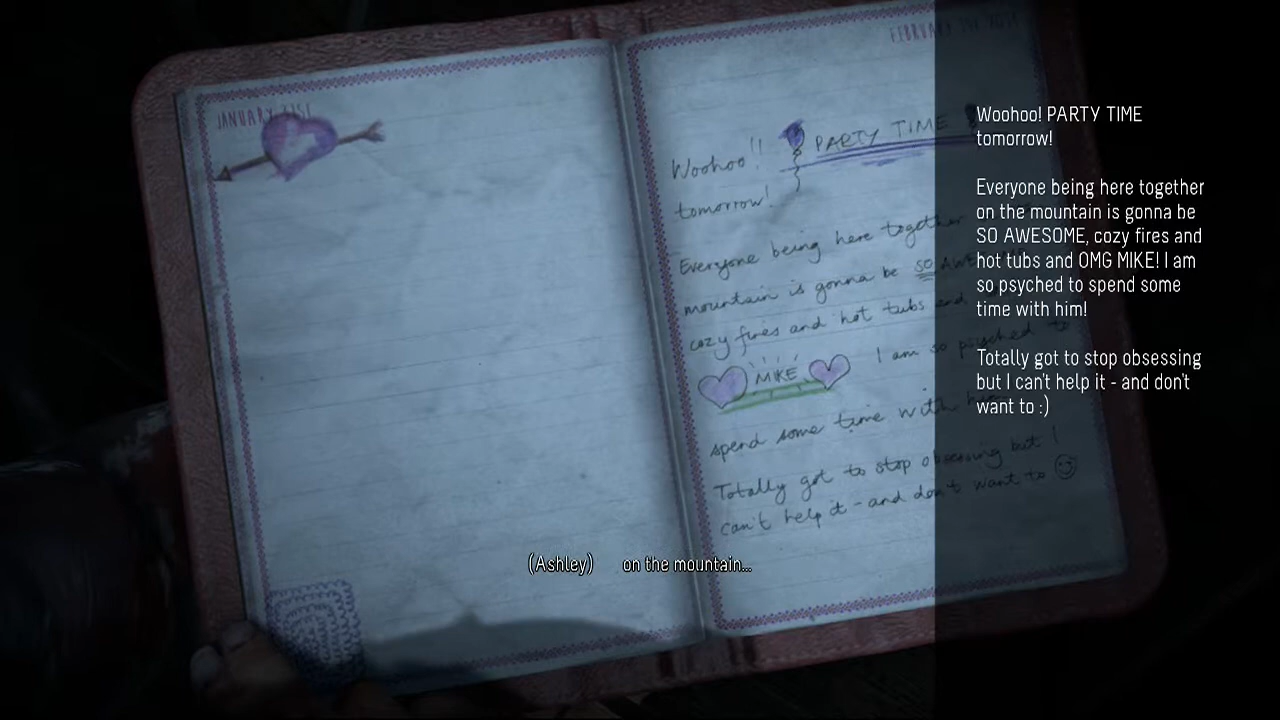 JANUARY 31ST
FEBRUARY
Woohoo!! PARTY TIME
tomorrow!
Everyone being here together
mountain is gonna be SO AWE
cozy fires and hot tubs and
MIKE I am so psyched to
spend some time with
Totally got to stop obsessing but I
can't help it - and don't want to ☺
Woohoo! PARTY TIME
tomorrow!
Everyone being here together
on the mountain is gonna be
SO AWESOME, cozy fires and
hot tubs and OMG MIKE! I am
so psyched to spend some
time with him!
Totally got to stop obsessing
but I can't help it - and don't
want to :)
(Ashley) on the mountain...